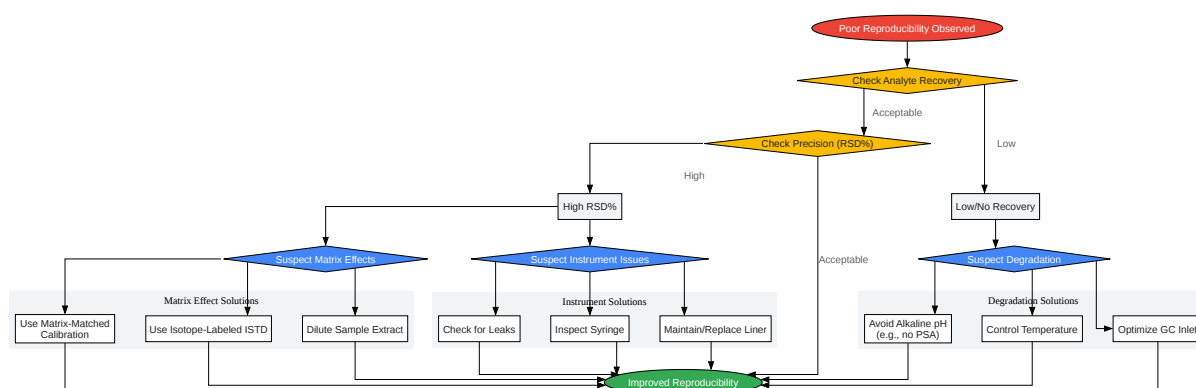 Poor Reproducibility Observed
Check Analyte Recovery
Acceptable
Check Precision (RSD%)
Low
High
High RSD%
Low/No Recovery
Suspect Matrix Effects
Suspect Instrument Issues
Acceptable
Suspect Degradation
Matrix Effect Solutions
Instrument Solutions
Degradation Solutions
Use Matrix-Matched
Calibration
Use Isotope-Labeled ISTD
Dilute Sample Extract
Check for Leaks
Inspect Syringe
Maintain/Replace Liner
Avoid Alkaline pH
(e.g., no PSA)
Control Temperature
Optimize GC Inlet
Improved Reproducibility